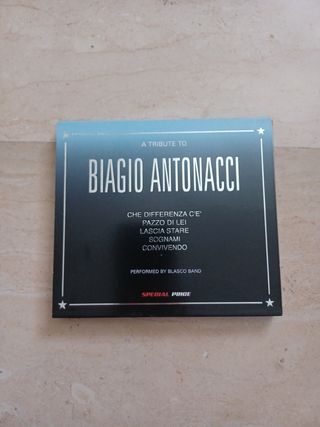 A TRIBUTE TO
BIAGIO ANTONACCI
CHE DIFFERENZA C'E'
PAZZO DI LEI
LASCIA STARE
SOGNAMI
CONVIVENDO
PERFORMED BY BLASCO BAND
SPECIAL PRICE